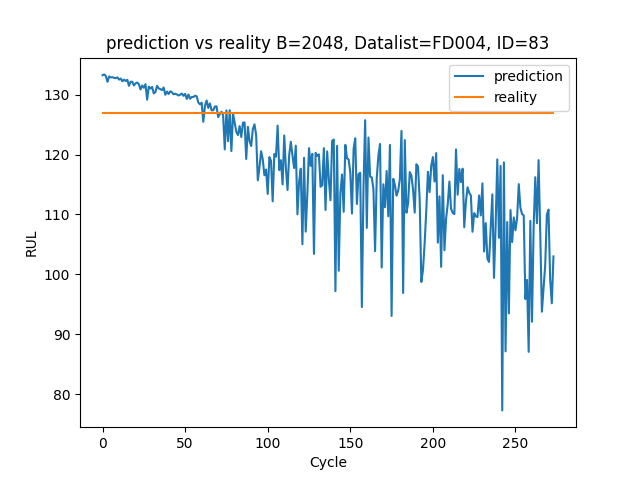 prediction vs reality B=2048, Datalist=FD004, ID=83
prediction
reality
RUL
130
120
110
100
90
80
0 50 100 150 200 250
Cycle